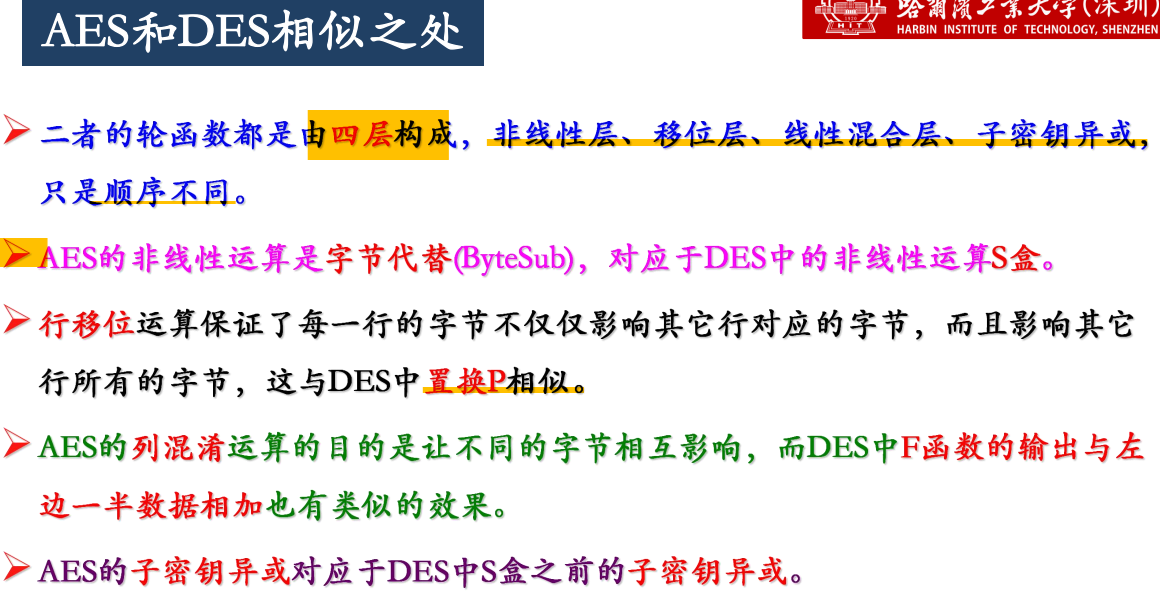 AES和DES相似之处
哈爾濱工業大学(深圳)
HARBIN INSTITUTE OF TECHNOLOGY, SHENZHEN
1920
HIT
➢ 二者的轮函数都是由四层构成，非线性层、移位层、线性混合层、子密钥异或，
只是顺序不同。
➢ AES的非线性运算是字节代替(ByteSub)，对应于DES中的非线性运算S盒。
➢ 行移位运算保证了每一行的字节不仅仅影响其它行对应的字节，而且影响其它
行所有的字节，这与DES中置换P相似。
➢ AES的列混淆运算的目的是让不同的字节相互影响，而DES中F函数的输出与左
边一半数据相加也有类似的效果。
➢ AES的子密钥异或对应于DES中S盒之前的子密钥异或。